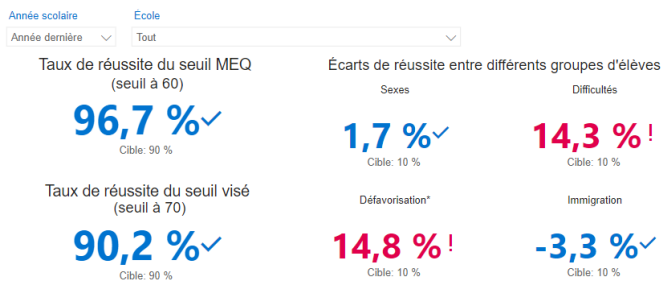 Année scolaire
École
Année dernière
Tout
Taux de réussite du seuil MEQ
(seuil à 60)
96,7 %
Cible: 90 %
Taux de réussite du seuil visé
(seuil à 70)
90,2 %
Cible: 90 %
Écarts de réussite entre différents groupes d'élèves
Sexes
1,7 %
Cible: 10 %
Difficultés
14,3 % !
Cible: 10 %
Défavorisation*
14,8 % !
Cible: 10 %
Immigration
-3,3 %
Cible: 10 %